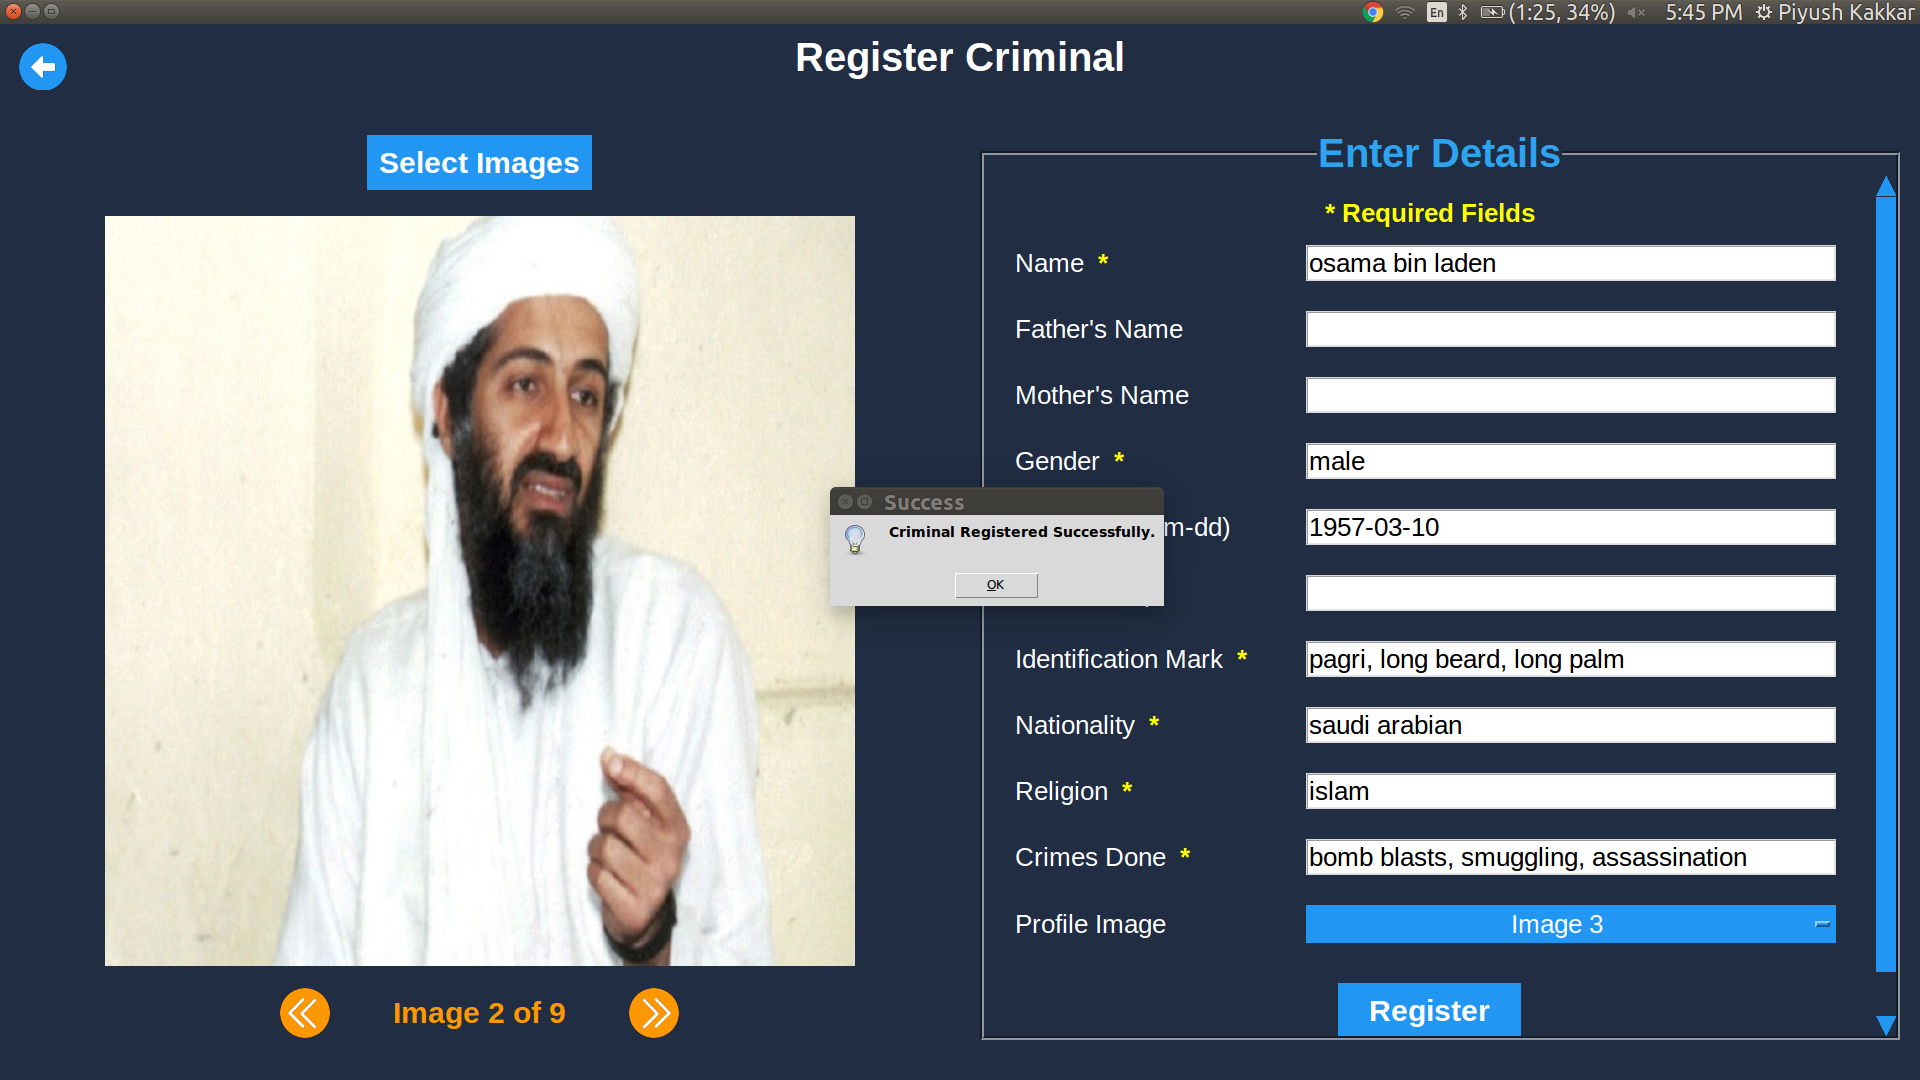 En (1:25, 34%) 5:45 PM Piyush Kakkar
Register Criminal
Select Images
Enter Details
* Required Fields
Name * osama bin laden
Father's Name
Mother's Name
Gender * male
Success
Criminal Registered Successfully.
m-dd) 1957-03-10
OK
Identification Mark * pagri, long beard, long palm
Nationality * saudi arabian
Religion * islam
Crimes Done * bomb blasts, smuggling, assassination
Profile Image Image 3
Image 2 of 9
Register